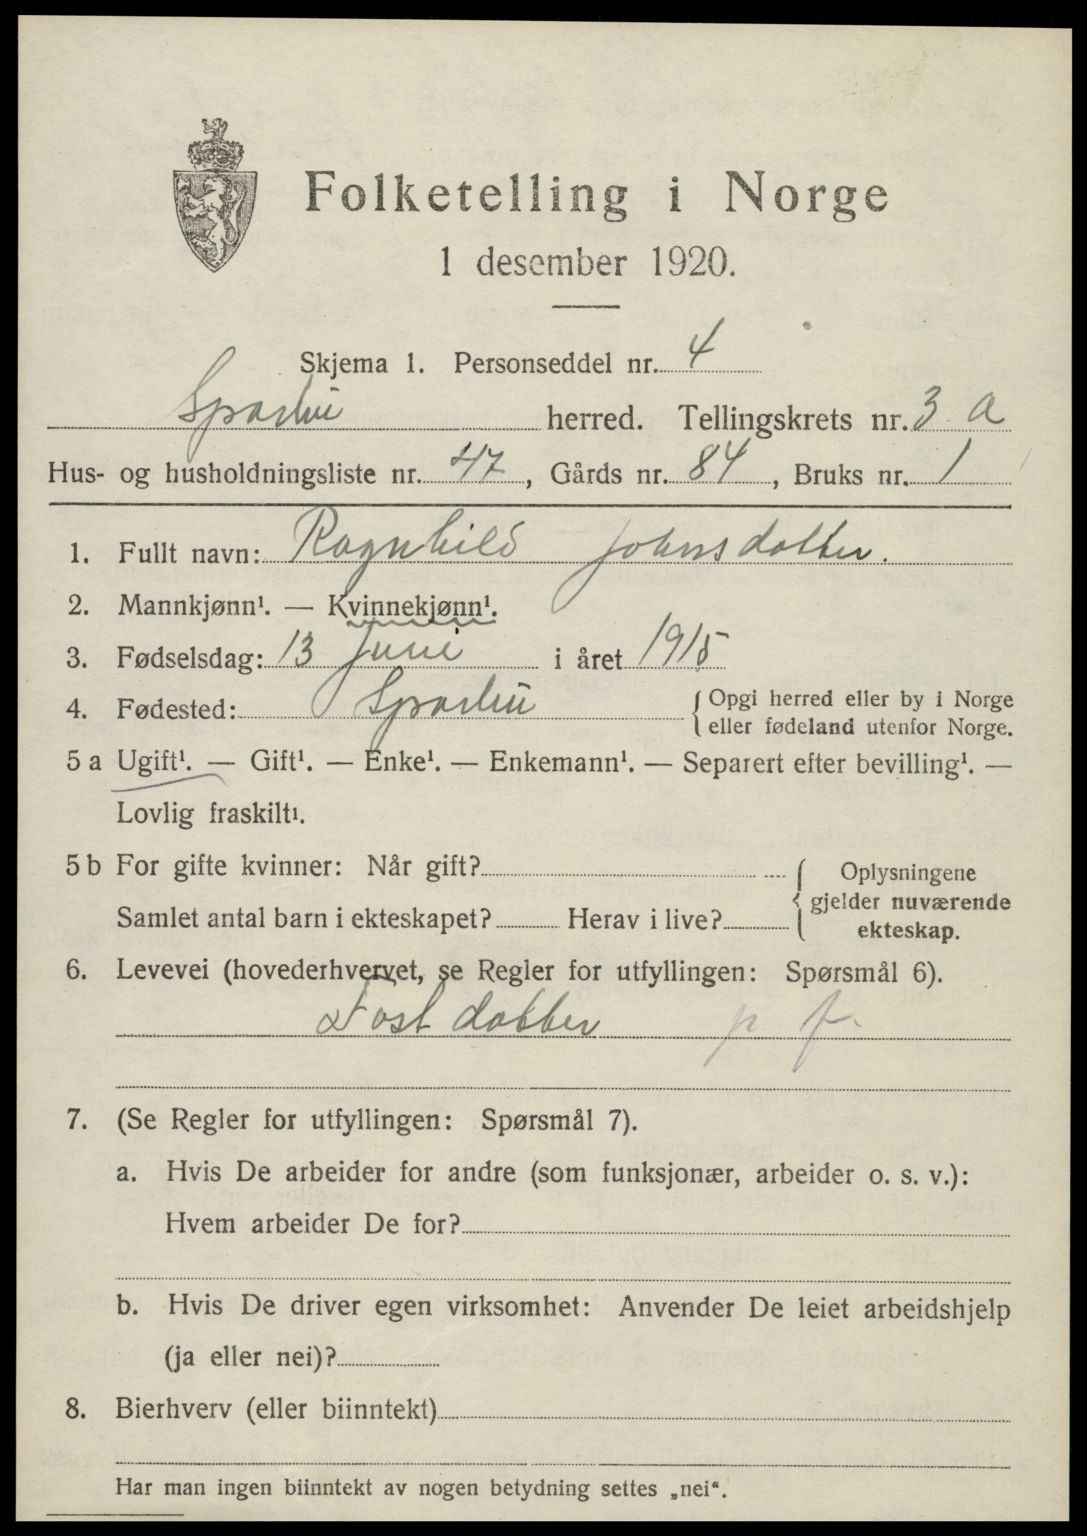 Folketelling i Norge
1 desember 1920.
Skjema 1. Personseddel nr. 4
Sparbu herred. Tellingskrets nr. 3 a
Hus- og husholdningsliste nr. 47, Gårds nr. 84, Bruks nr. 1
1. Fullt navn: Ragnhild Johnsdatter.
2. Mannkjønn¹. — Kvinnekjønn¹.
3. Fødselsdag: 13 Juni i året 1915
4. Fødested: Sparbu {Opgi herred eller by i Norge
eller fødeland utenfor Norge.
5 a Ugift¹. — Gift¹. — Enke¹. — Enkemann¹. — Separert efter bevilling¹. —
Lovlig fraskilt¹.
5 b For gifte kvinner: Når gift? { Oplysningene
Samlet antal barn i ekteskapet? Herav i live? gjelder nuværende
ekteskap.
6. Levevei (hovederhvervet, se Regler for utfyllingen: Spørsmål 6).
Fostdatter p f.
7. (Se Regler for utfyllingen: Spørsmål 7).
a. Hvis De arbeider for andre (som funksjonær, arbeider o. s. v.):
Hvem arbeider De for?
b. Hvis De driver egen virksomhet: Anvender De leiet arbeidshjelp
(ja eller nei)?
8. Bierhverv (eller biinntekt)
Har man ingen biinntekt av nogen betydning settes „nei“.